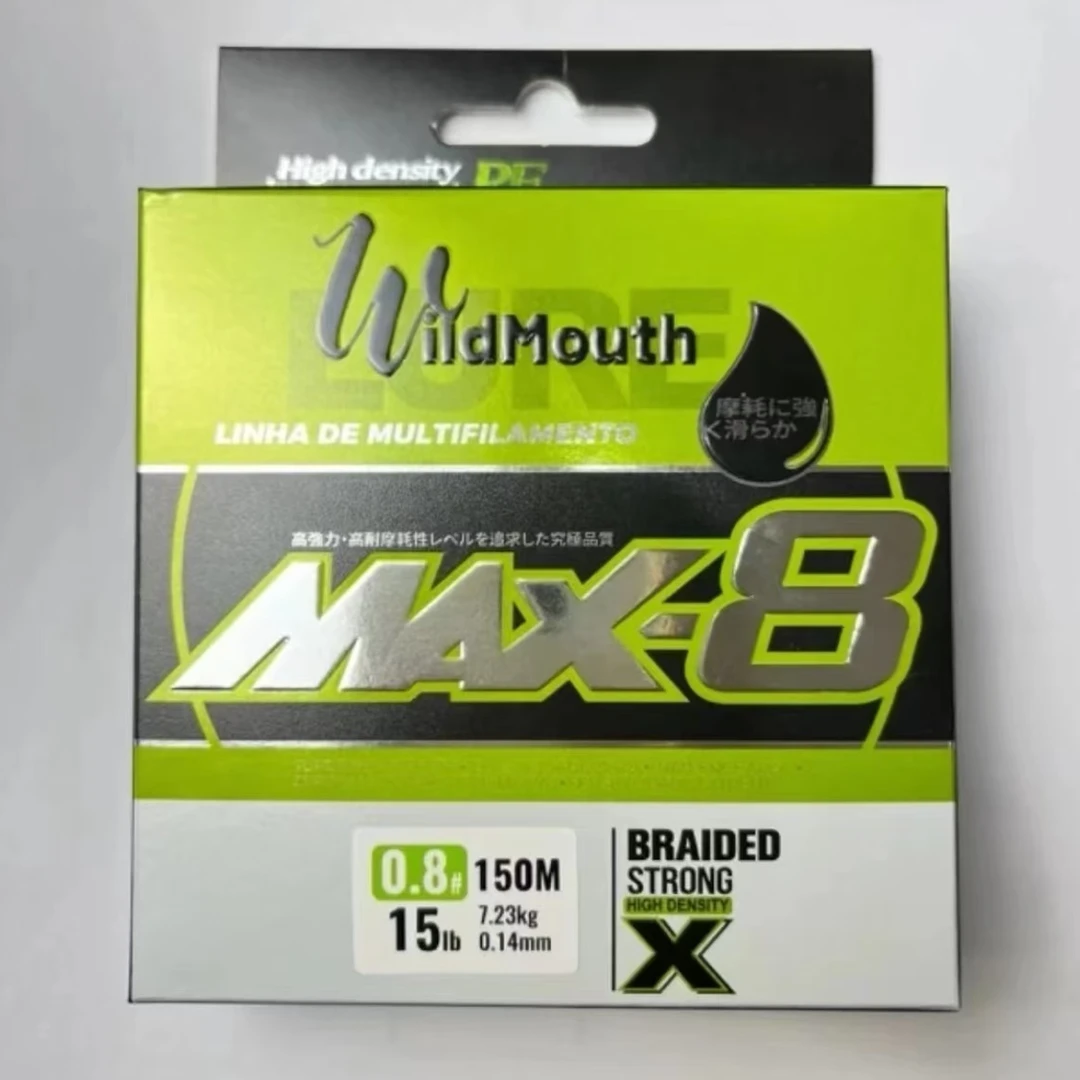 High density PE
WildMouth
LURE
LINHA DE MULTIFILAMENTO
摩耗に強
く滑らか
高強力・高耐摩耗性レベルを追求した究極品質
MAX-8
0.8# 150M
15lb 7.23kg
0.14mm
BRAIDED
STRONG
HIGH DENSITY
X